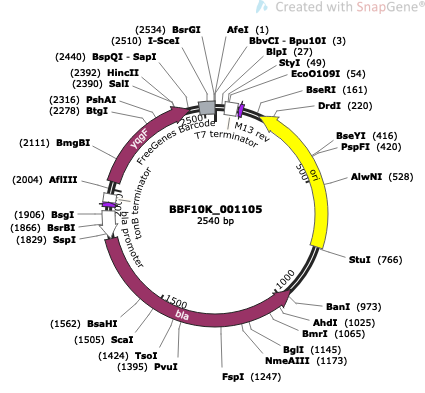 Created with SnapGene®
(2534) BsrGI
AfeI (1)
(2510) I-SceI
BbvCI - Bpu10I (3)
(2440) BspQI - SapI
BlpI (27)
StyI (49)
(2392) HincII
EcoO109I (54)
(2390) SalI
BseRI (161)
(2316) PshAI
DrdI (220)
(2278) BtgI
2500
M13 rev
FreeGenes Barcode
T7 terminator
yqgF
(2111) BmgBI
BseYI (416)
PspFI (420)
500
ori
(2004) AflIII
AlwNI (528)
tonB terminator
(1906) BsgI
BBF10K_001105
2540 bp
(1866) BsrBI
(1829) SspI
bla promoter
StuI (766)
1000
1500
BanI (973)
(1562) BsaHI
bla
AhdI (1025)
BmrI (1065)
(1505) ScaI
BglI (1145)
(1424) TsoI
NmeAIII (1173)
(1395) PvuI
FspI (1247)